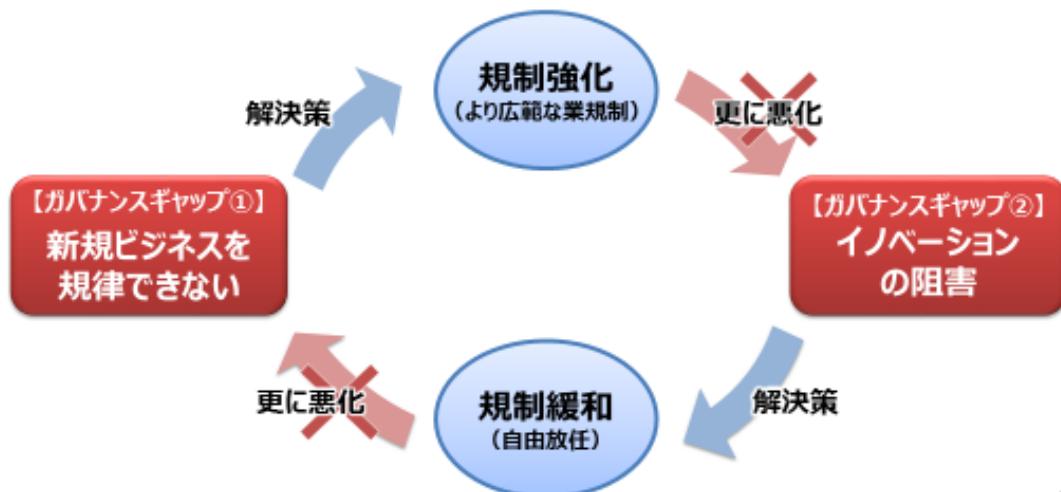 規制強化
（より広範な業規制）
解決策
更に悪化
【ガバナンスギャップ①】
新規ビジネスを
規律できない
【ガバナンスギャップ②】
イノベーション
の阻害
更に悪化
規制緩和
（自由放任）
解決策